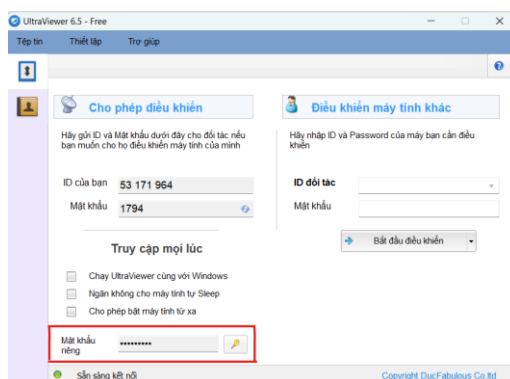 UltraViewer 6.5 - Free
Tệp tin Thiết lập Trợ giúp
Cho phép điều khiển
Hãy gửi ID và Mật khẩu dưới đây cho đối tác nếu
bạn muốn cho họ điều khiển máy tính của mình
ID của bạn 53 171 964
Mật khẩu 1794
Truy cập mọi lúc
Chạy UltraViewer cùng với Windows
Ngăn không cho máy tính tự Sleep
Cho phép bật máy tính từ xa
Mật khẩu
riêng
Điều khiển máy tính khác
Hãy nhập ID và Password của máy bạn cần điều
khiển
ID đối tác
Mật khẩu
Bắt đầu điều khiển
Sẵn sàng kết nối
Copyright DucFabulous Co.ltd